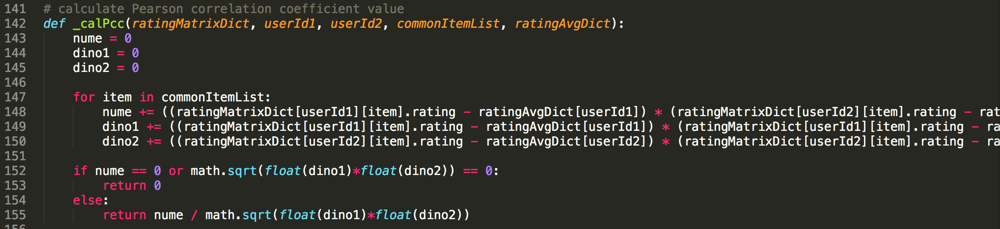 141 # calculate Pearson correlation coefficient value
142 def _calPcc(ratingMatrixDict, userId1, userId2, commonItemList, ratingAvgDict):
143 nume = 0
144 dino1 = 0
145 dino2 = 0
146
147 for item in commonItemList:
148 nume += ((ratingMatrixDict[userId1][item].rating - ratingAvgDict[userId1]) * (ratingMatrixDict[userId2][item].rating - rat
149 dino1 += ((ratingMatrixDict[userId1][item].rating - ratingAvgDict[userId1]) * (ratingMatrixDict[userId1][item].rating - ra
150 dino2 += ((ratingMatrixDict[userId2][item].rating - ratingAvgDict[userId2]) * (ratingMatrixDict[userId2][item].rating - ra
151
152 if nume == 0 or math.sqrt(float(dino1)*float(dino2)) == 0:
153 return 0
154 else:
155 return nume / math.sqrt(float(dino1)*float(dino2))
156